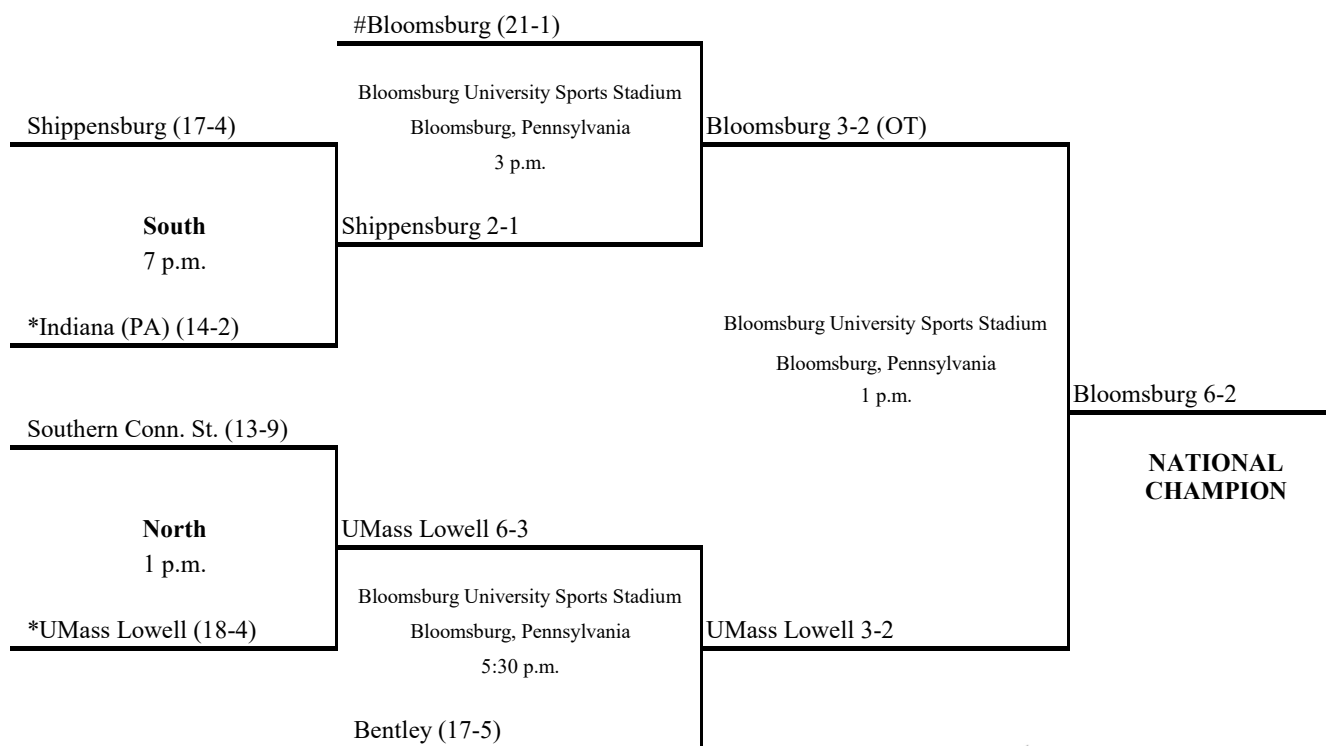 #Bloomsburg (21-1)
Bloomsburg University Sports Stadium
Shippensburg (17-4)
Bloomsburg, Pennsylvania
Bloomsburg 3-2 (OT)
3 p.m.
South
Shippensburg 2-1
7 p.m.
*Indiana (PA) (14-2)
Bloomsburg University Sports Stadium
Bloomsburg, Pennsylvania
1 p.m.
Bloomsburg 6-2
Southern Conn. St. (13-9)
NATIONAL
CHAMPION
North
UMass Lowell 6-3
1 p.m.
Bloomsburg University Sports Stadium
*UMass Lowell (18-4)
Bloomsburg, Pennsylvania
UMass Lowell 3-2
5:30 p.m.
Bentley (17-5)